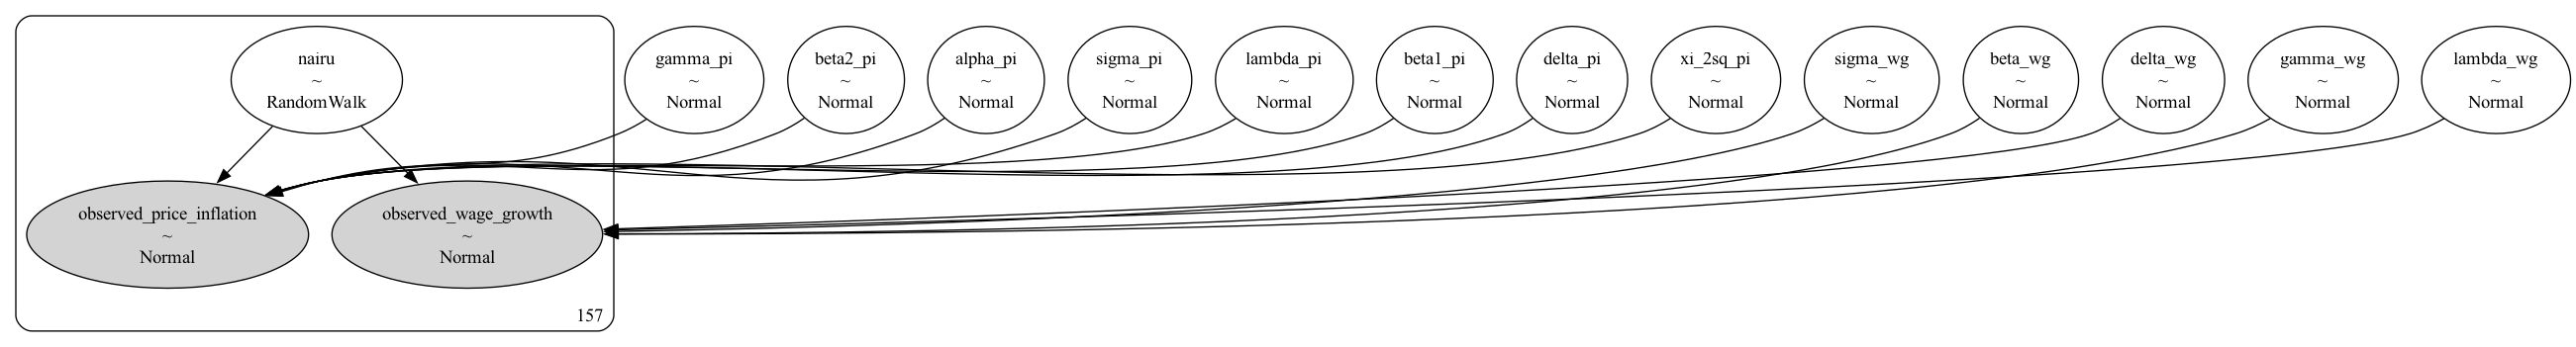 nairu
~
RandomWalk
gamma_pi
~
Normal
beta2_pi
~
Normal
alpha_pi
~
Normal
sigma_pi
~
Normal
lambda_pi
~
Normal
beta1_pi
~
Normal
delta_pi
~
Normal
xi_2sq_pi
~
Normal
sigma_wg
~
Normal
beta_wg
~
Normal
delta_wg
~
Normal
gamma_wg
~
Normal
lambda_wg
~
Normal
observed_price_inflation
~
Normal
observed_wage_growth
~
Normal
157